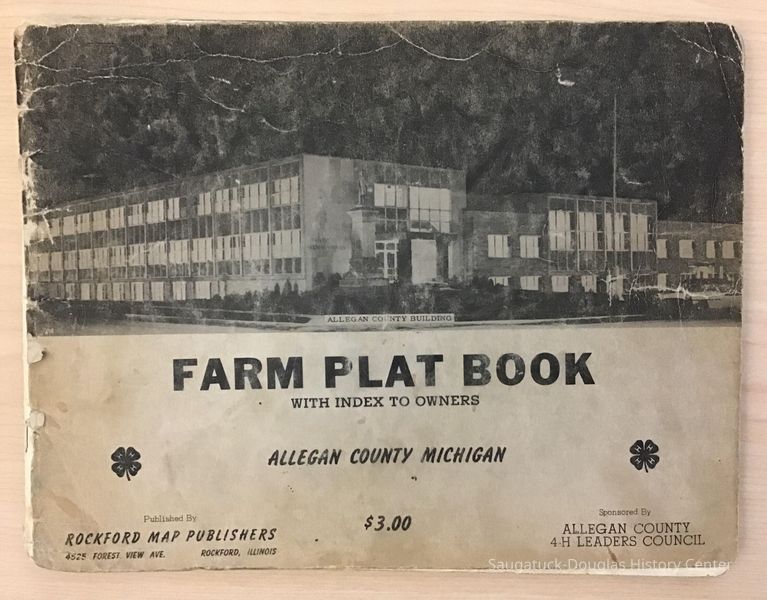 ALLEGAN COUNTY BUILDING
FARM PLAT BOOK
WITH INDEX TO OWNERS
ALLEGAN COUNTY MICHIGAN
H H H H
Published By
ROCKFORD MAP PUBLISHERS
4525 FOREST VIEW AVE. ROCKFORD, ILLINOIS
$3.00
Sponsored By
ALLEGAN COUNTY
4-H LEADERS COUNCIL
Saugatuck-Douglas History Center